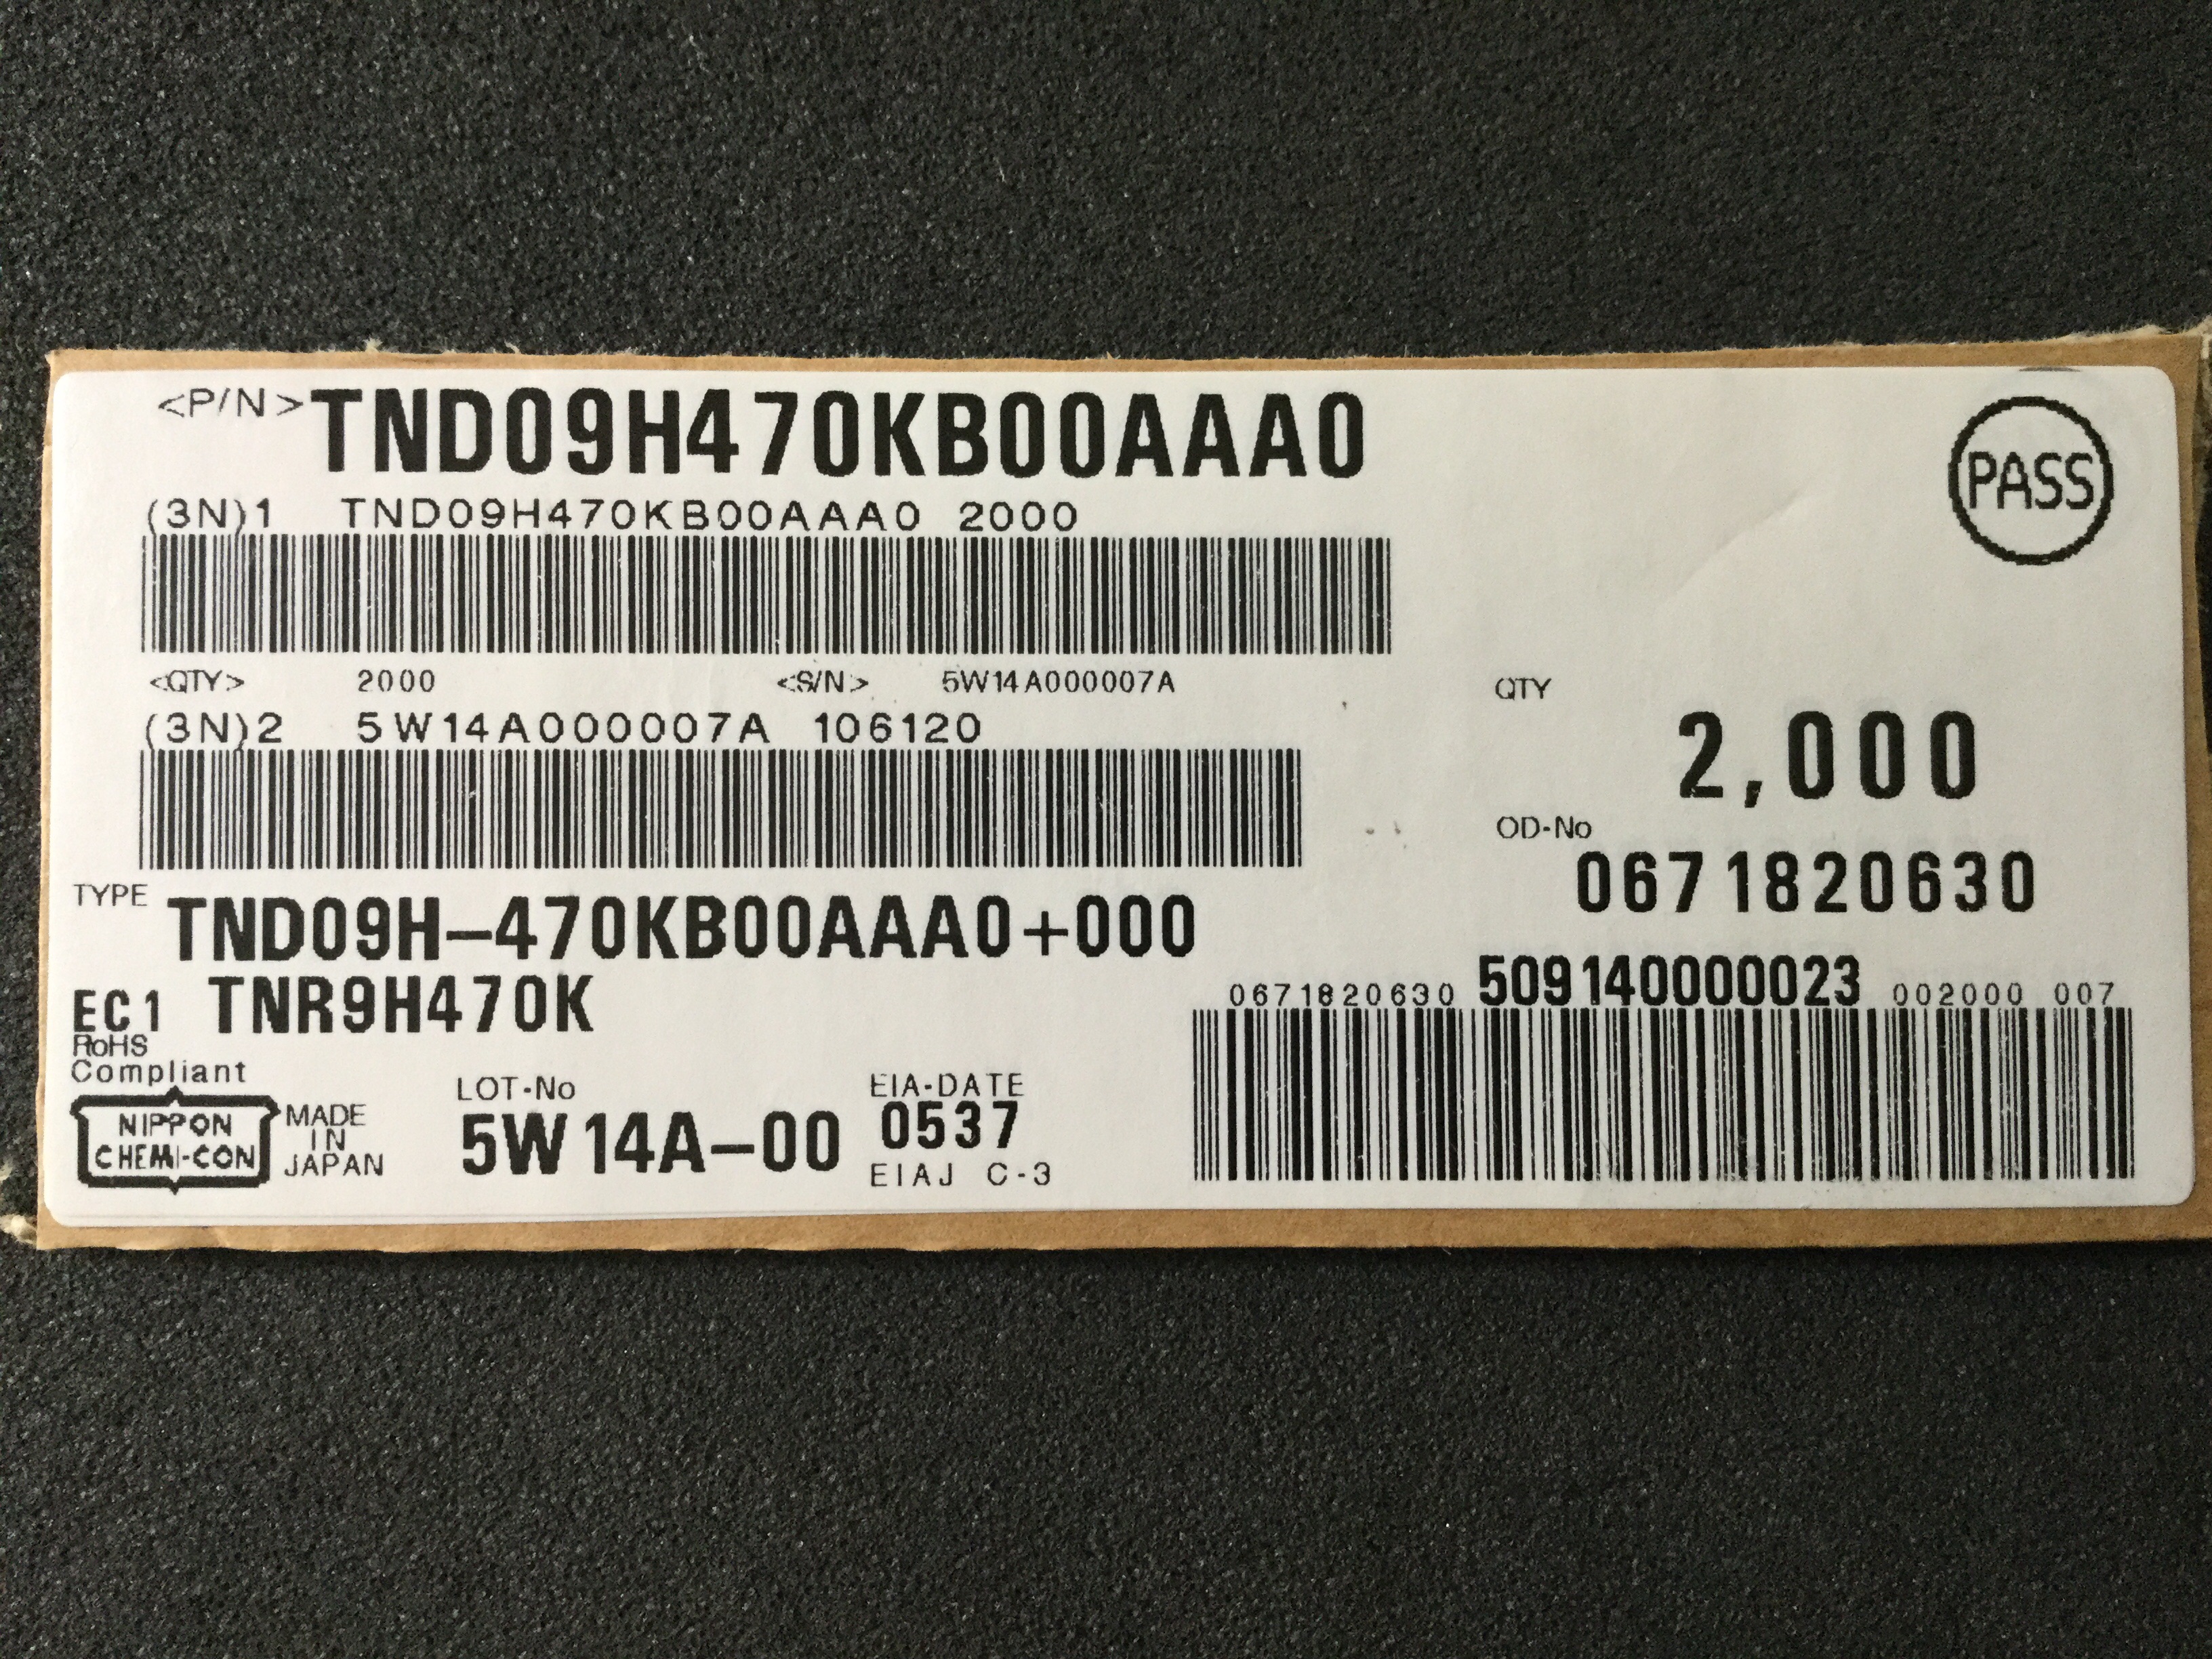 <P/N> TND09H470KB00AAA0
PASS
(3N)1 TND09H470KB00AAA0 2000
<QTY> 2000 <S/N> 5W14A000007A
QTY
(3N)2 5W14A000007A 106120
2,000
OD-No
0671820630
TYPE TND09H-470KB00AAA0+000
EC1 TNR9H470K
0671820630 509140000023 002000 007
RoHS
Compliant
NIPPON
CHEMI-CON
MADE
IN
JAPAN
LOT-No
5W14A-00
EIA-DATE
0537
EIAJ C-3